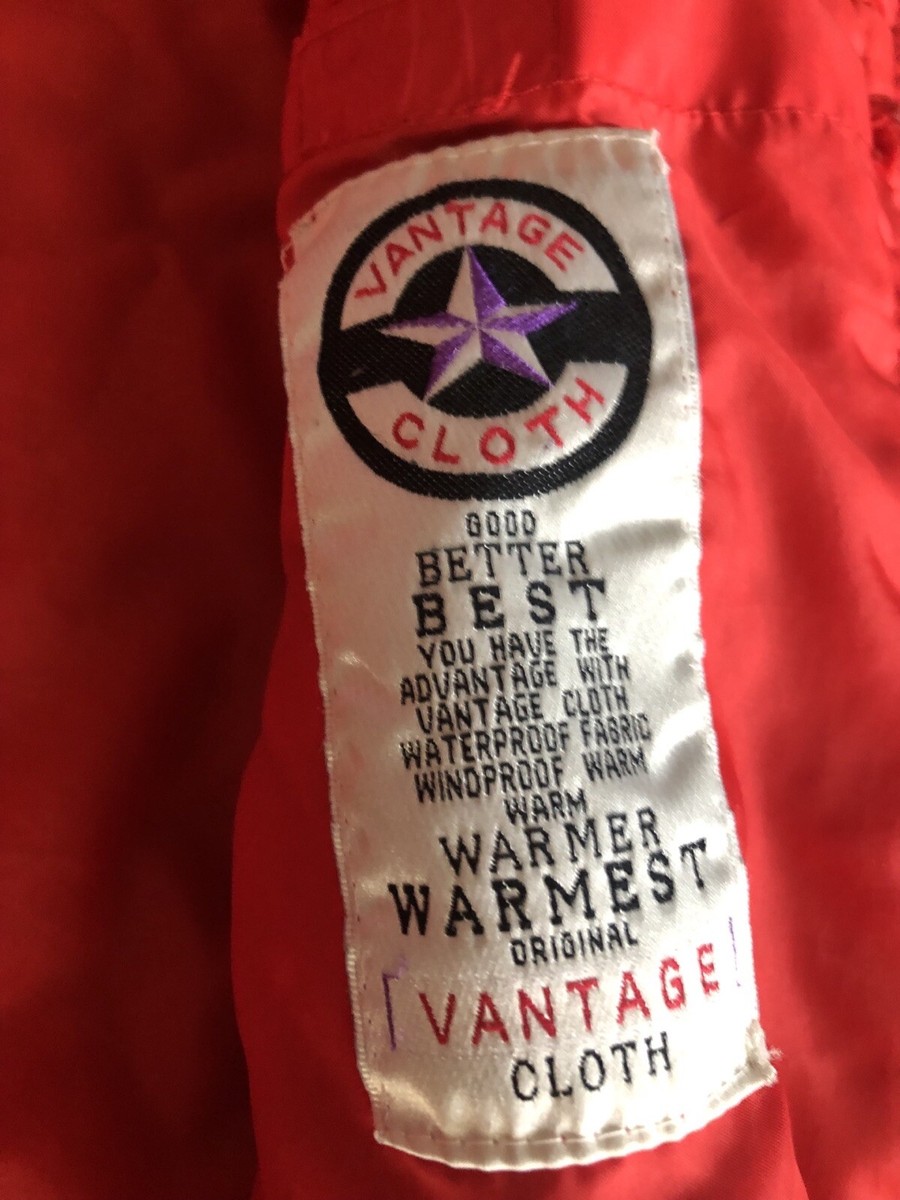 VANTAGE
CLOTH
GOOD
BETTER
BEST
YOU HAVE THE
ADVANTAGE WITH
VANTAGE CLOTH
WATERPROOF FABRIC
WINDPROOF WARM
WARM
WARMER
WARMEST
ORIGINAL
VANTAGE
CLOTH